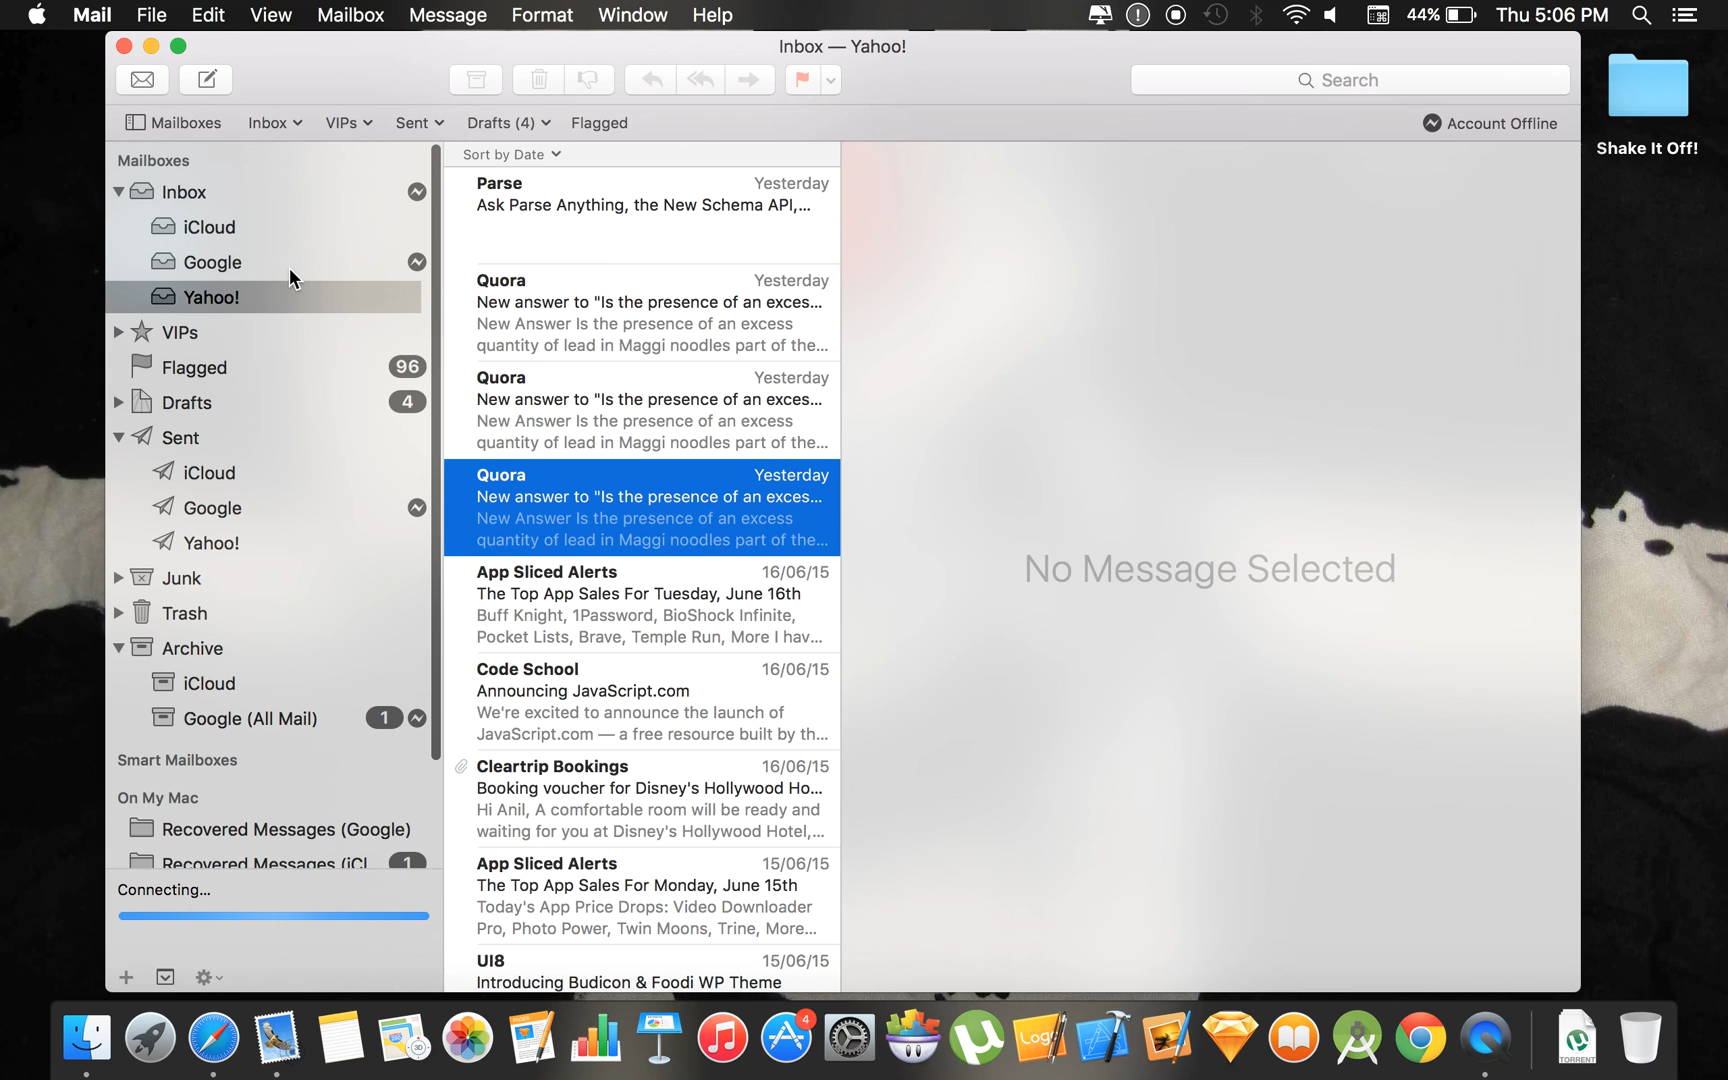 Mail File Edit View Mailbox Message Format Window Help 44% Thu 5:06 PM
Inbox — Yahoo!
Search
Mailboxes Inbox VIPs Sent Drafts (4) Flagged Account Offline
Shake It Off!
Mailboxes
Inbox
iCloud
Google
Yahoo!
VIPs
Flagged 96
Drafts 4
Sent
iCloud
Google
Yahoo!
Junk
Trash
Archive
iCloud
Google (All Mail) 1
Smart Mailboxes
On My Mac
Recovered Messages (Google)
Recovered Messages (iCl 1
Connecting...
Sort by Date
Parse Yesterday
Ask Parse Anything, the New Schema API,...
Quora Yesterday
New answer to "Is the presence of an exces...
New Answer Is the presence of an excess
quantity of lead in Maggi noodles part of the...
Quora Yesterday
New answer to "Is the presence of an exces...
New Answer Is the presence of an excess
quantity of lead in Maggi noodles part of the...
Quora Yesterday
New answer to "Is the presence of an exces...
New Answer Is the presence of an excess
quantity of lead in Maggi noodles part of the...
App Sliced Alerts 16/06/15
The Top App Sales For Tuesday, June 16th
Buff Knight, 1Password, BioShock Infinite,
Pocket Lists, Brave, Temple Run, More I hav...
Code School 16/06/15
Announcing JavaScript.com
We're excited to announce the launch of
JavaScript.com — a free resource built by th...
Cleartrip Bookings 16/06/15
Booking voucher for Disney's Hollywood Ho...
Hi Anil, A comfortable room will be ready and
waiting for you at Disney's Hollywood Hotel,...
App Sliced Alerts 15/06/15
The Top App Sales For Monday, June 15th
Today's App Price Drops: Video Downloader
Pro, Photo Power, Twin Moons, Trine, More...
UI8 15/06/15
Introducing Budicon & Foodi WP Theme
No Message Selected
PAGES
3D
4
Logi
TORRENT